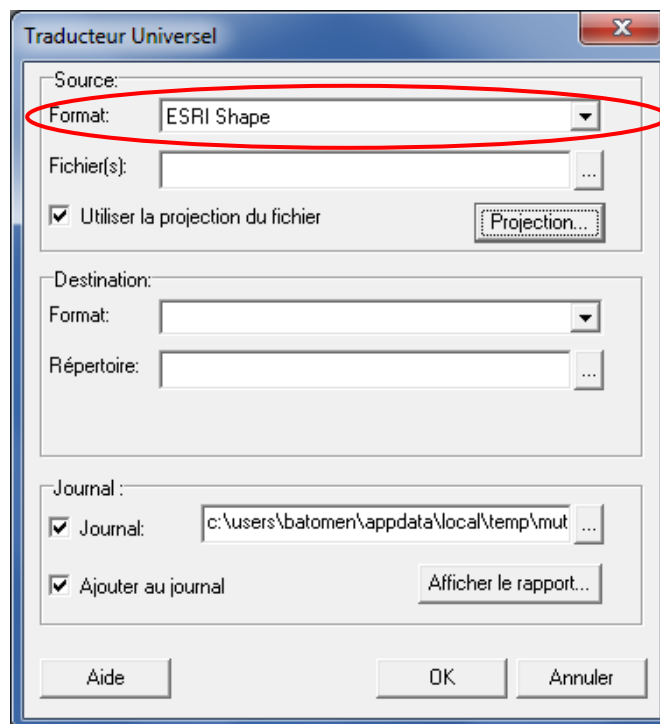 Traducteur Universel
Source:
Format: ESRI Shape
Fichier(s): ...
Utiliser la projection du fichier Projection...
Destination:
Format:
Répertoire: ...
Journal :
Journal: c:\users\batomen\appdata\local\temp\mut ...
Ajouter au journal Afficher le rapport...
Aide OK Annuler